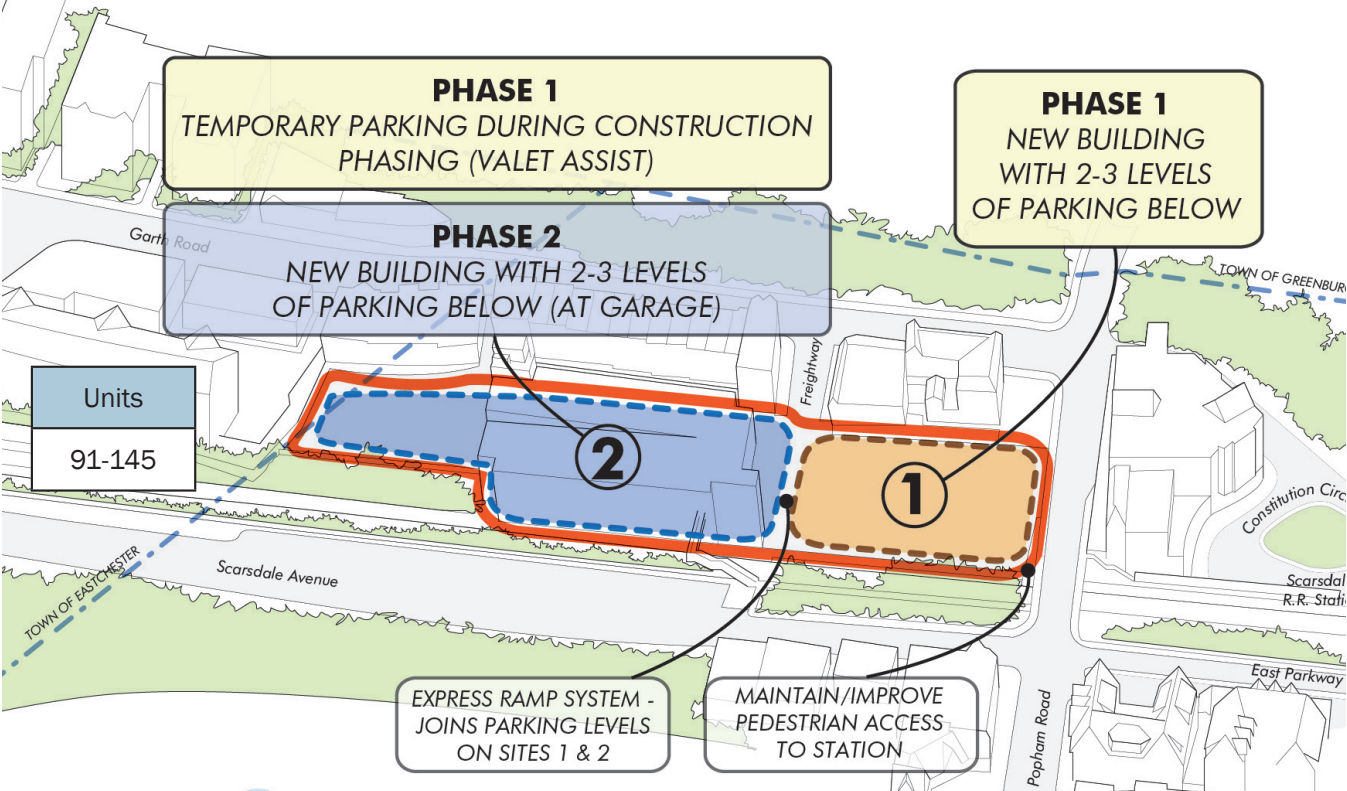 PHASE 1
TEMPORARY PARKING DURING CONSTRUCTION
PHASING (VALET ASSIST)
PHASE 1
NEW BUILDING
WITH 2-3 LEVELS
OF PARKING BELOW
PHASE 2
NEW BUILDING WITH 2-3 LEVELS
OF PARKING BELOW (AT GARAGE)
Garth Road
TOWN OF GREENBURG
Freightway
Units
91-145
2
1
Constitution Circ
Scarsdale Avenue
TOWN OF EASTCHESTER
Scarsdal
R.R. Stati
East Parkway
EXPRESS RAMP SYSTEM -
JOINS PARKING LEVELS
ON SITES 1 & 2
MAINTAIN/IMPROVE
PEDESTRIAN ACCESS
TO STATION
Popham Road